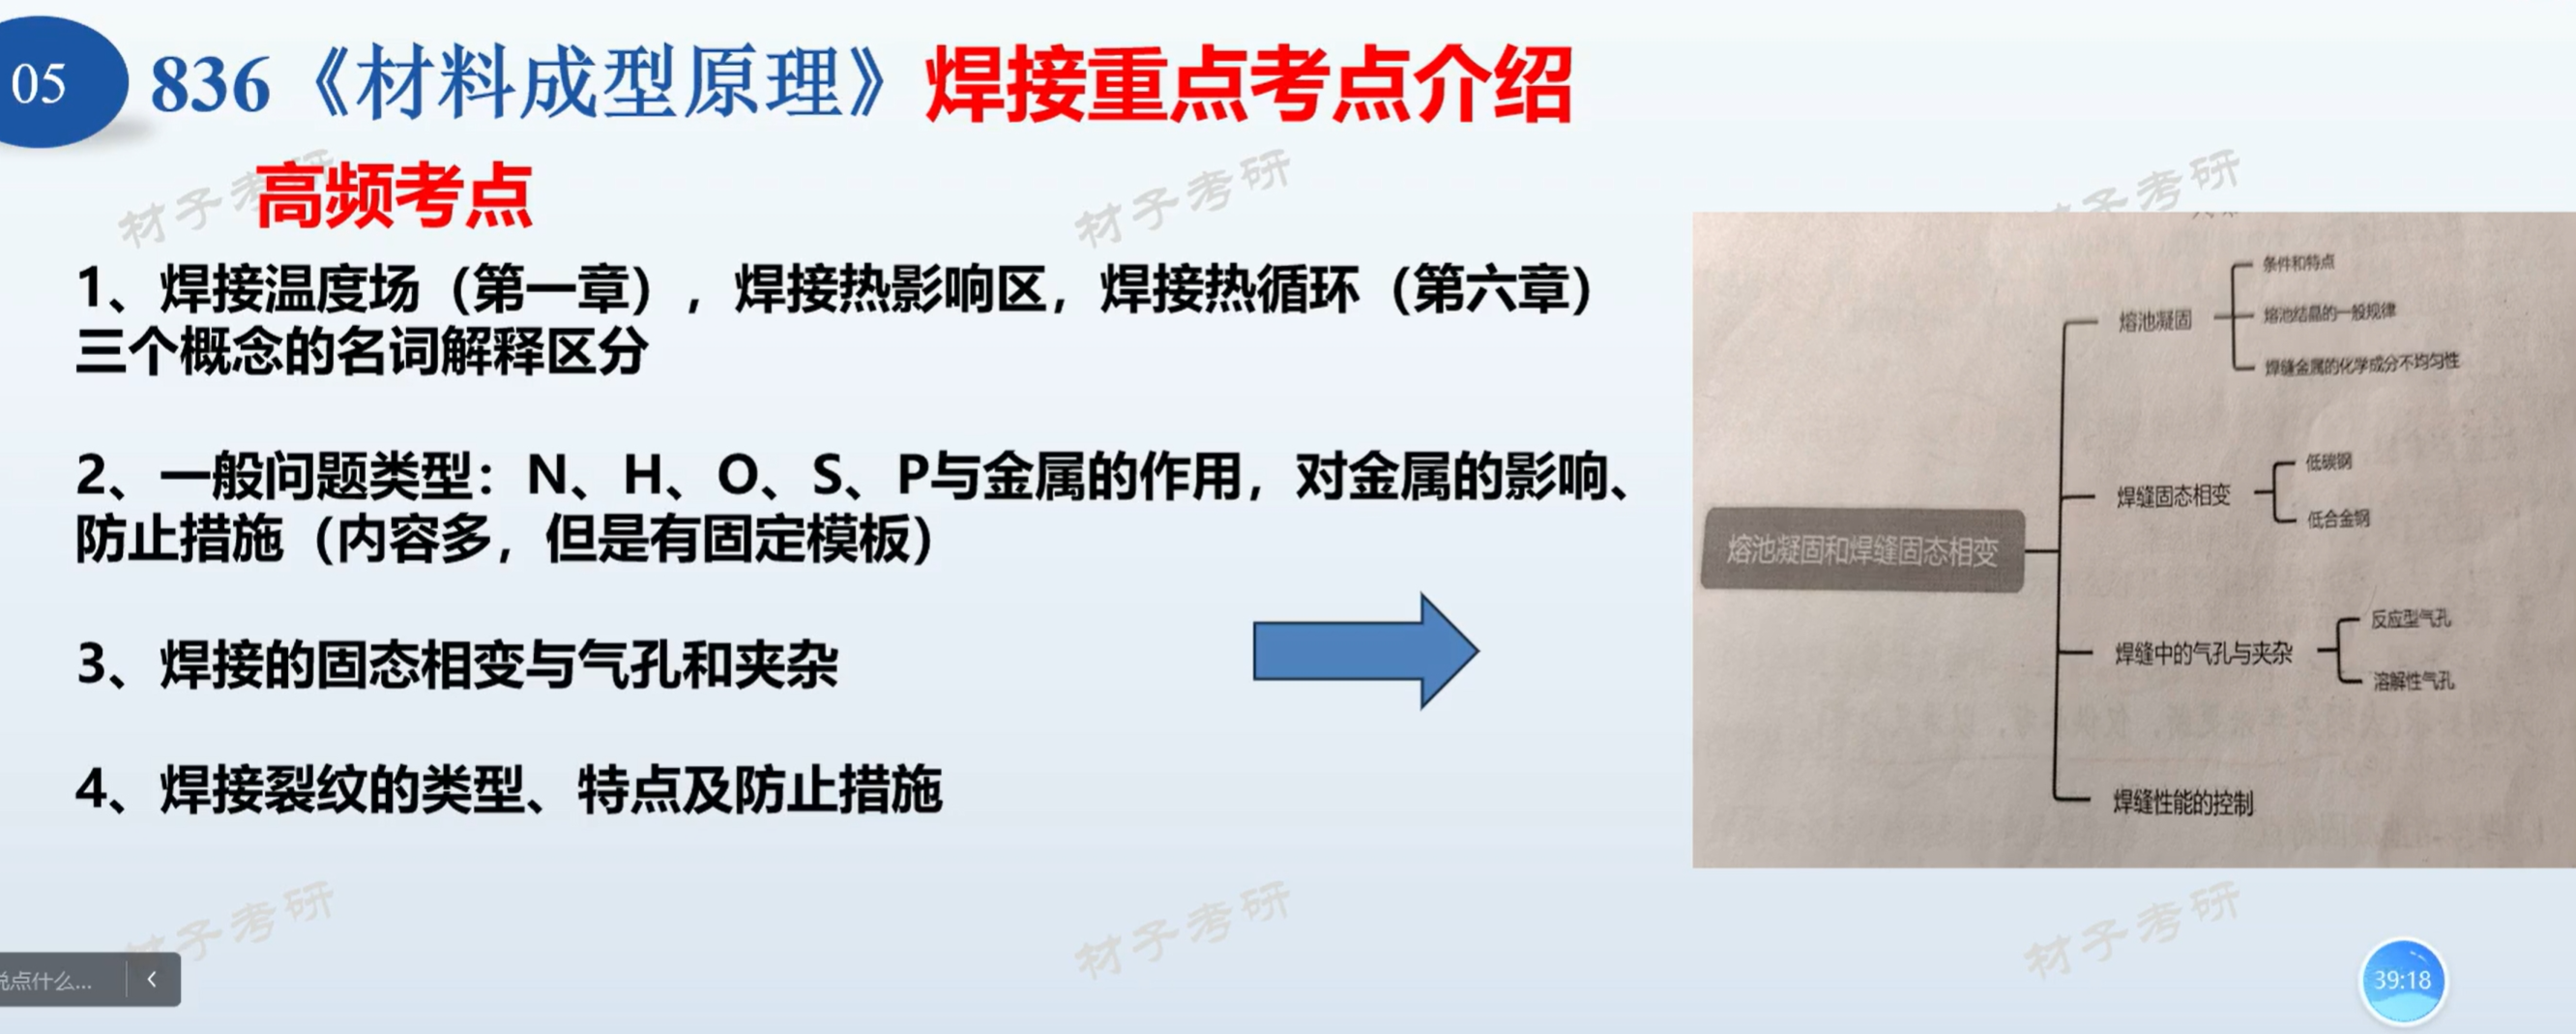 05
836《材料成型原理》焊接重点考点介绍
高频考点
1、焊接温度场（第一章），焊接热影响区，焊接热循环（第六章）
三个概念的名词解释区分
2、一般问题类型：N、H、O、S、P与金属的作用，对金属的影响、
防止措施（内容多，但是有固定模板）
3、焊接的固态相变与气孔和夹杂
4、焊接裂纹的类型、特点及防止措施
熔池凝固和焊缝固态相变
熔池凝固
条件和特点
熔池结晶的一般规律
焊缝金属的化学成分不均匀性
焊缝固态相变
低碳钢
低合金钢
焊缝中的气孔与夹杂
反应型气孔
溶解性气孔
焊缝性能的控制
材子考研
材子考研
材子考研
材子考研
材子考研
材子考研
说点什么...
39:18